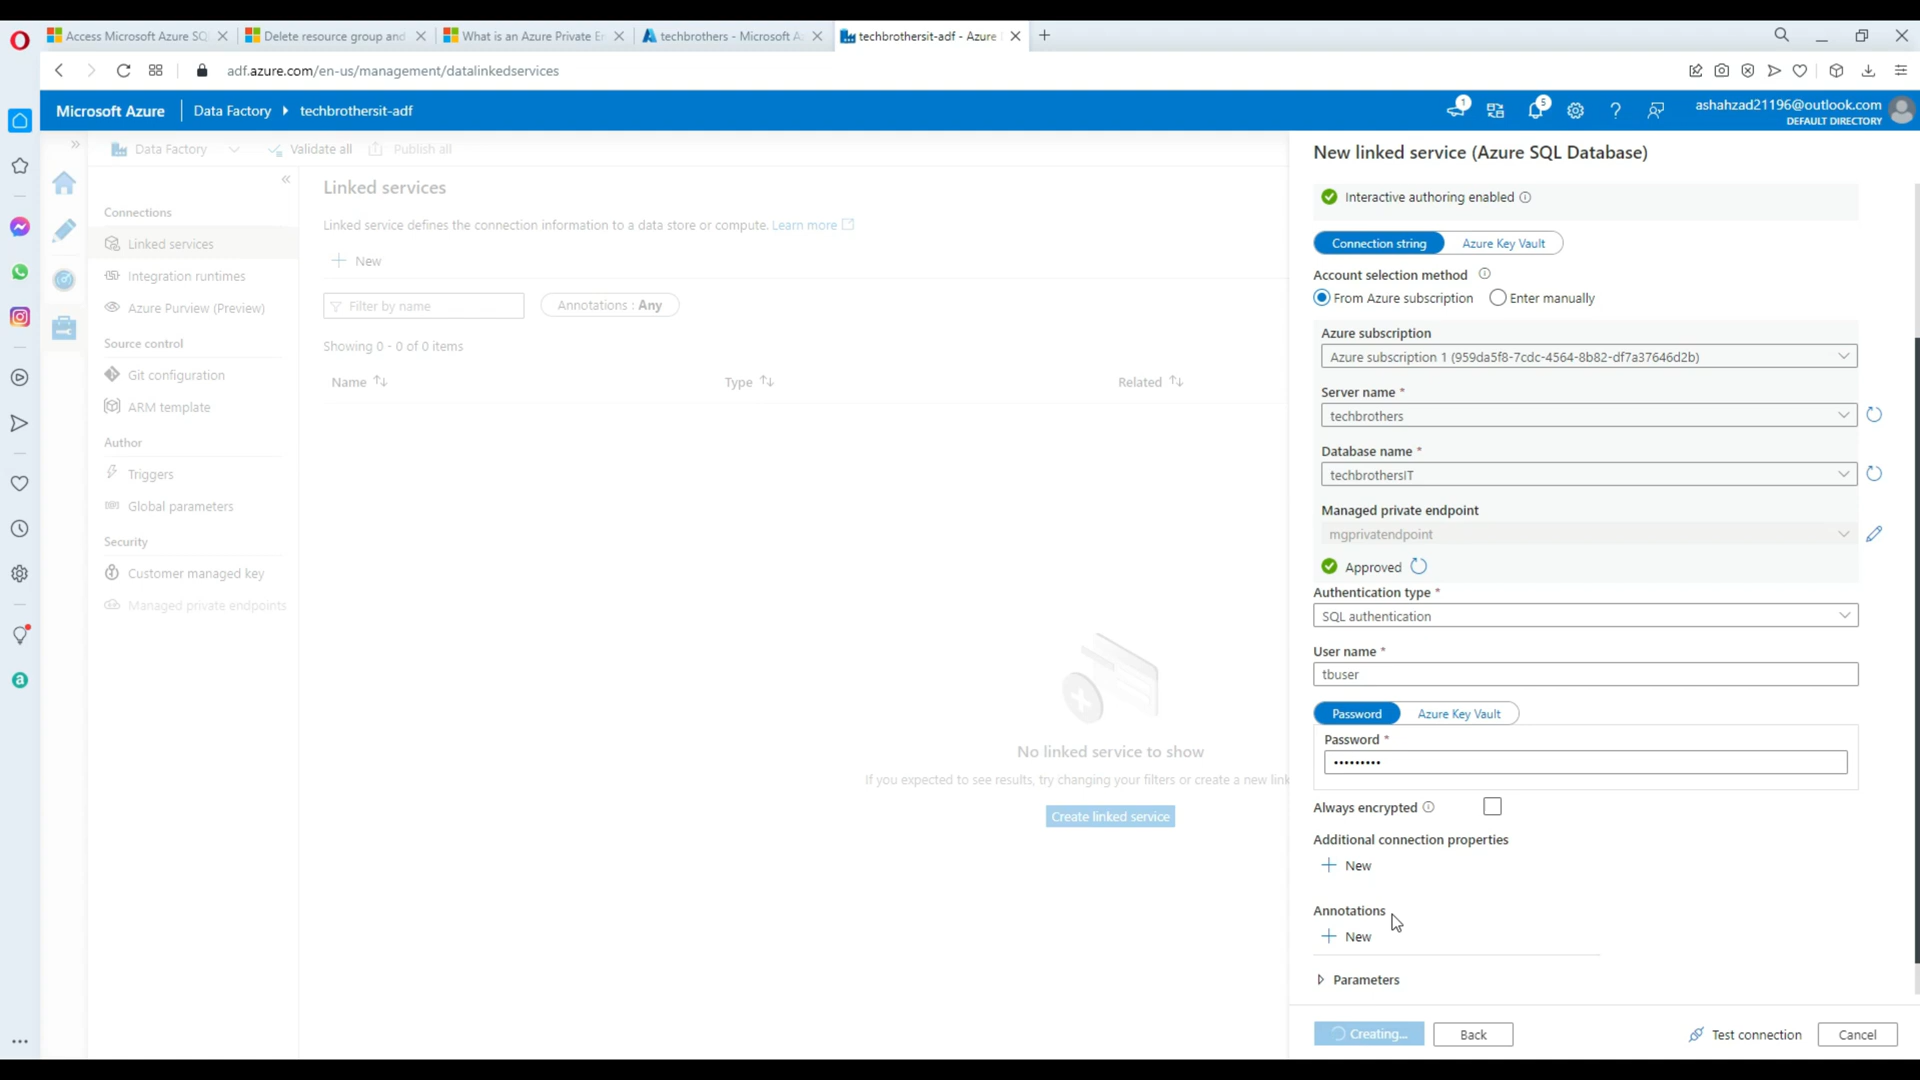 Access Microsoft Azure SQ
Delete resource group and
What is an Azure Private E
techbrothers - Microsoft A
techbrothersit-adf - Azure
adf.azure.com/en-us/management/datalinkedservices
Microsoft Azure
Data Factory
techbrothersit-adf
1
5
ashahzad21196@outlook.com
DEFAULT DIRECTORY
Data Factory
Validate all
Publish all
Connections
Linked services
Integration runtimes
Azure Purview (Preview)
Source control
Git configuration
ARM template
Author
Triggers
Global parameters
Security
Customer managed key
Managed private endpoints
Linked services
Linked service defines the connection information to a data store or compute. Learn more
New
Filter by name
Annotations : Any
Showing 0 - 0 of 0 items
Name
Type
Related
No linked service to show
If you expected to see results, try changing your filters or create a new link
Create linked service
New linked service (Azure SQL Database)
Interactive authoring enabled
Connection string
Azure Key Vault
Account selection method
From Azure subscription
Enter manually
Azure subscription
Azure subscription 1 (959da5f8-7cdc-4564-8b82-df7a37646d2b)
Server name *
techbrothers
Database name *
techbrothersIT
Managed private endpoint
mgprivatendpoint
Approved
Authentication type *
SQL authentication
User name *
tbuser
Password
Azure Key Vault
Password *
•••••••••
Always encrypted
Additional connection properties
New
Annotations
New
Parameters
Creating...
Back
Test connection
Cancel